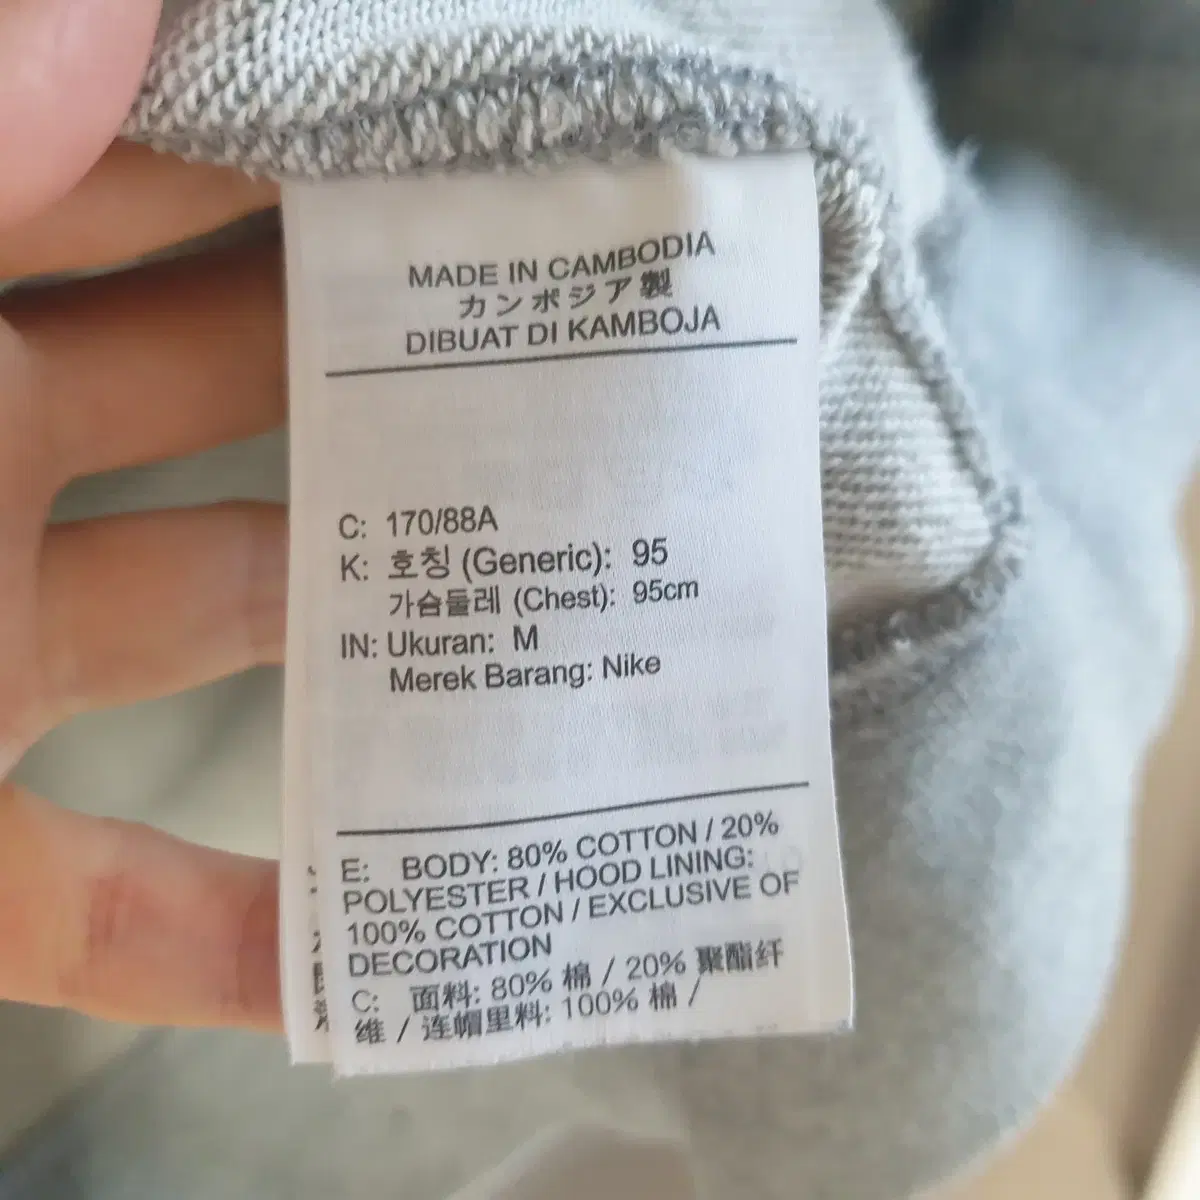 MADE IN CAMBODIA
カンボジア製
DIBUAT DI KAMBOJA
C: 170/88A
K: 호칭 (Generic): 95
가슴둘레 (Chest): 95cm
IN: Ukuran: M
Merek Barang: Nike
E: BODY: 80% COTTON / 20%
POLYESTER / HOOD LINING:
100% COTTON / EXCLUSIVE OF
DECORATION
C: 面料: 80% 棉 / 20% 聚酯纤
维 / 连帽里料: 100% 棉 /